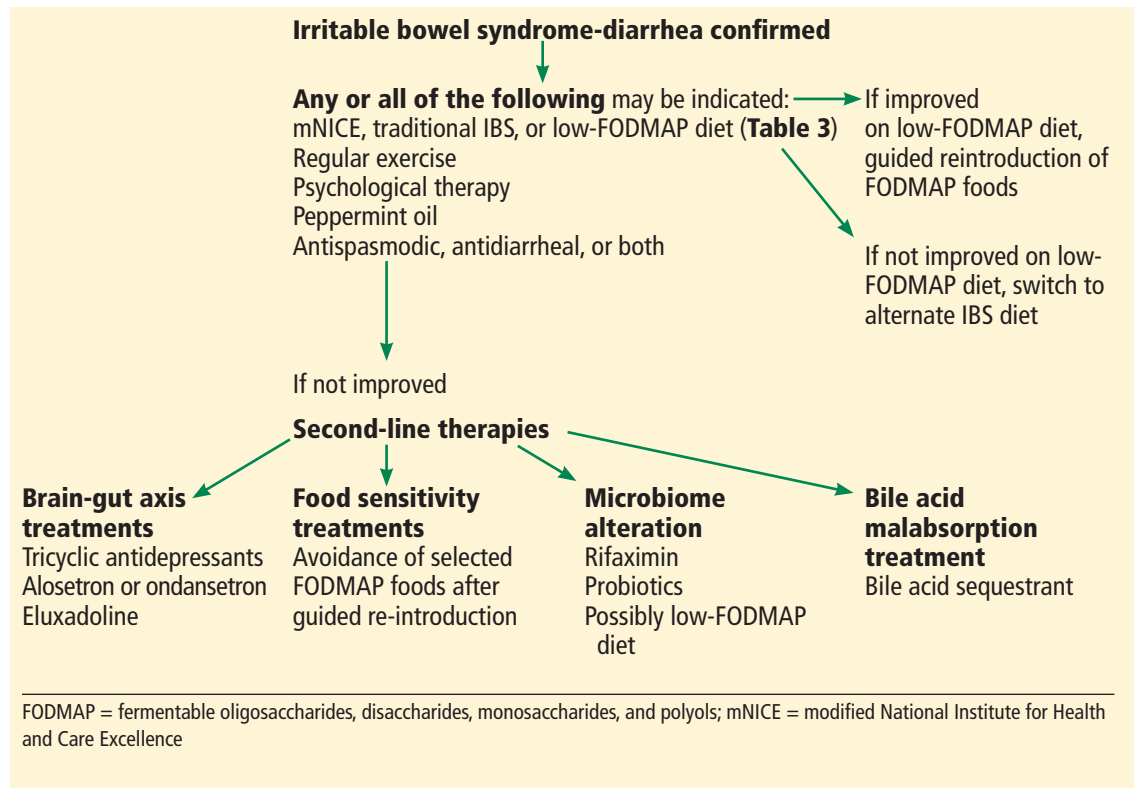 Irritable bowel syndrome-diarrhea confirmed
Any or all of the following may be indicated:
mNICE, traditional IBS, or low-FODMAP diet (Table 3)
Regular exercise
Psychological therapy
Peppermint oil
Antispasmodic, antidiarrheal, or both
If improved
on low-FODMAP diet,
guided reintroduction of
FODMAP foods
If not improved on low-
FODMAP diet, switch to
alternate IBS diet
If not improved
Second-line therapies
Brain-gut axis
treatments
Tricyclic antidepressants
Alosetron or ondansetron
Eluxadoline
Food sensitivity
treatments
Avoidance of selected
FODMAP foods after
guided re-introduction
Microbiome
alteration
Rifaximin
Probiotics
Possibly low-FODMAP
diet
Bile acid
malabsorption
treatment
Bile acid sequestrant
FODMAP = fermentable oligosaccharides, disaccharides, monosaccharides, and polyols; mNICE = modified National Institute for Health
and Care Excellence